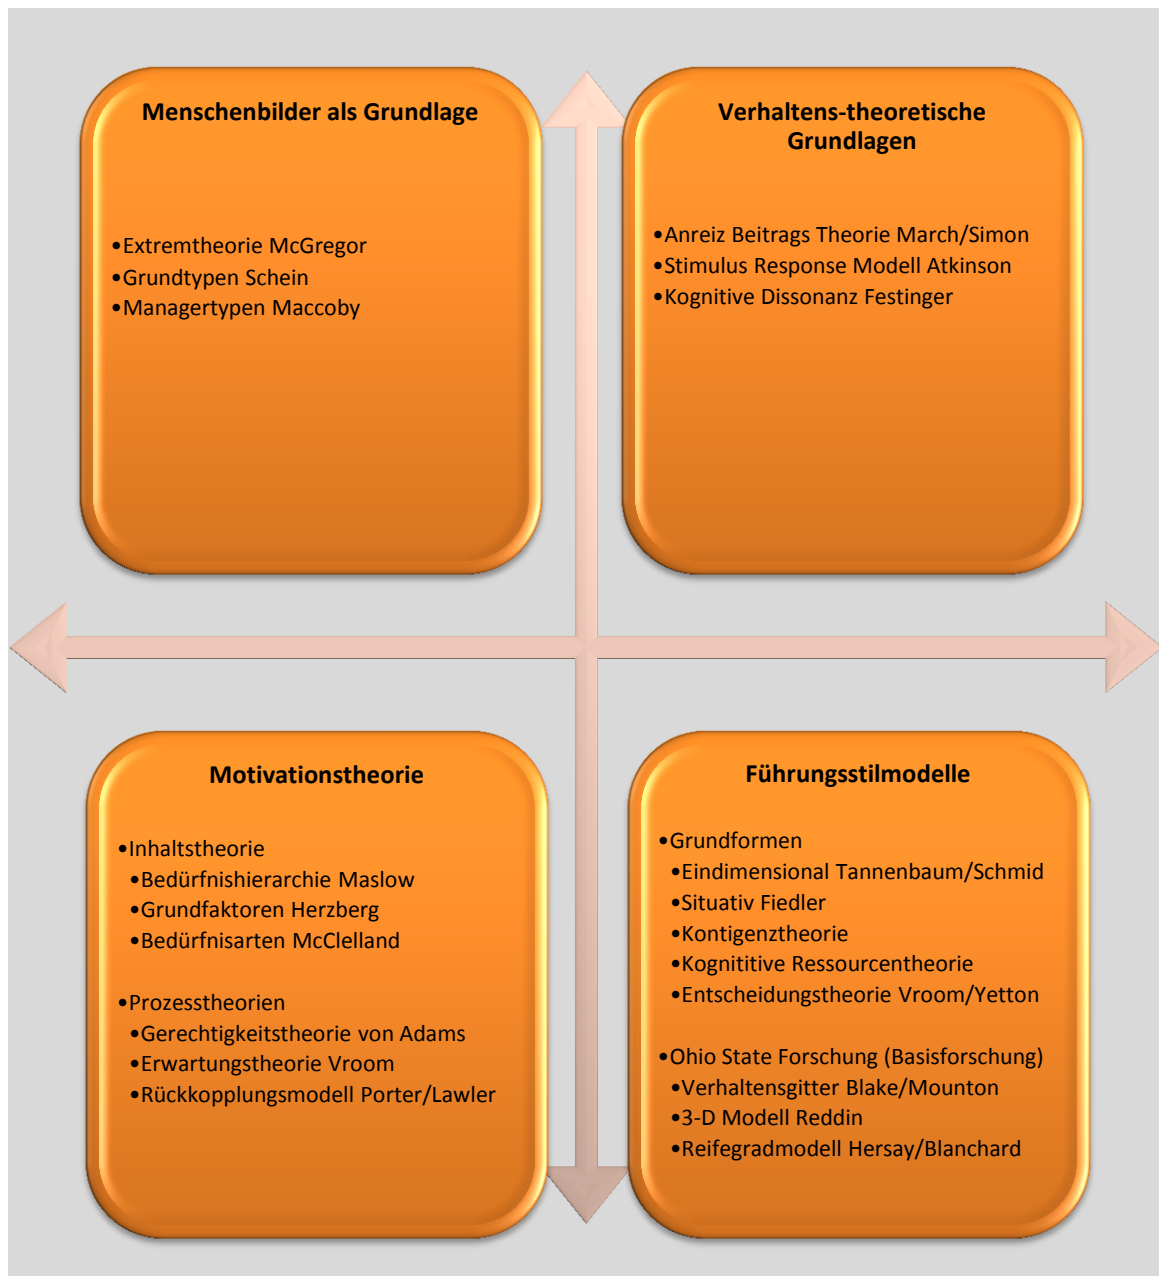 Menschenbilder als Grundlage
•Extremtheorie McGregor
•Grundtypen Schein
•Managertypen Maccoby
Verhaltens-theoretische
Grundlagen
•Anreiz Beitrags Theorie March/Simon
•Stimulus Response Modell Atkinson
•Kognitive Dissonanz Festinger
Motivationstheorie
•Inhaltstheorie
•Bedürfnishierarchie Maslow
•Grundfaktoren Herzberg
•Bedürfnisarten McClelland
•Prozesstheorien
•Gerechtigkeitstheorie von Adams
•Erwartungstheorie Vroom
•Rückkopplungsmodell Porter/Lawler
Führungsstilmodelle
•Grundformen
•Eindimensional Tannenbaum/Schmid
•Situativ Fiedler
•Kontigenztheorie
•Kognititive Ressourcentheorie
•Entscheidungstheorie Vroom/Yetton
•Ohio State Forschung (Basisforschung)
•Verhaltensgitter Blake/Mounton
•3-D Modell Reddin
•Reifegradmodell Hersay/Blanchard